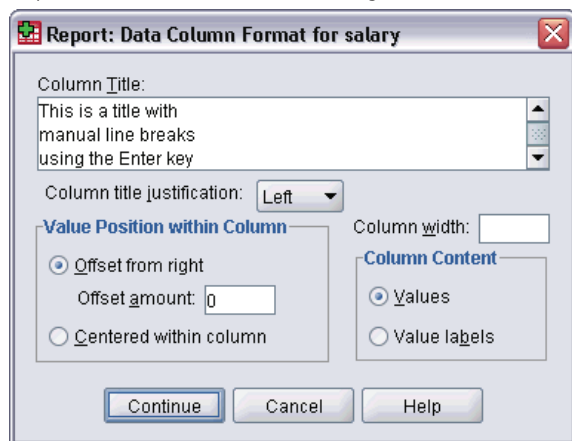 Report: Data Column Format for salary
Column Title:
This is a title with
manual line breaks
using the Enter key
Column title justification: Left
Value Position within Column
Offset from right
Offset amount: 0
Centered within column
Column width:
Column Content
Values
Value labels
Continue Cancel Help